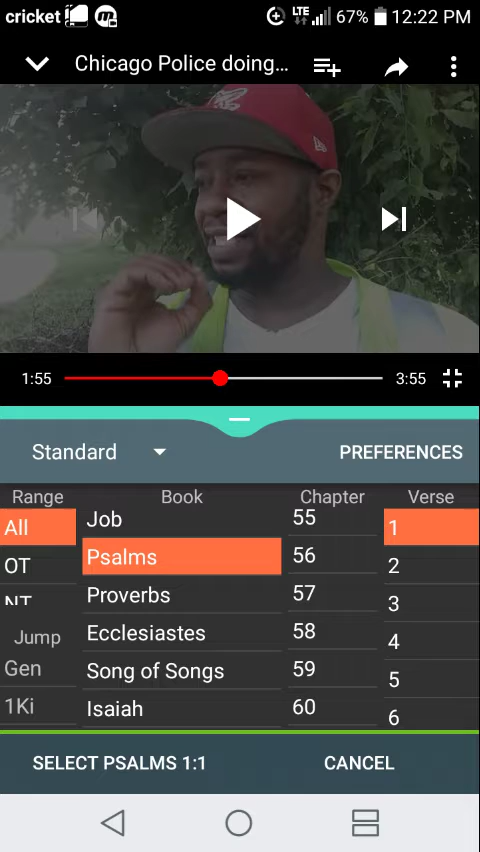 cricket LTE 67% 12:22 PM
Chicago Police doing...
1:55 3:55
Standard PREFERENCES
Range Book Chapter Verse
All Job 55 1
OT Psalms 56 2
NT Proverbs 57 3
Jump Ecclesiastes 58 4
Gen Song of Songs 59 5
1Ki Isaiah 60 6
SELECT PSALMS 1:1 CANCEL